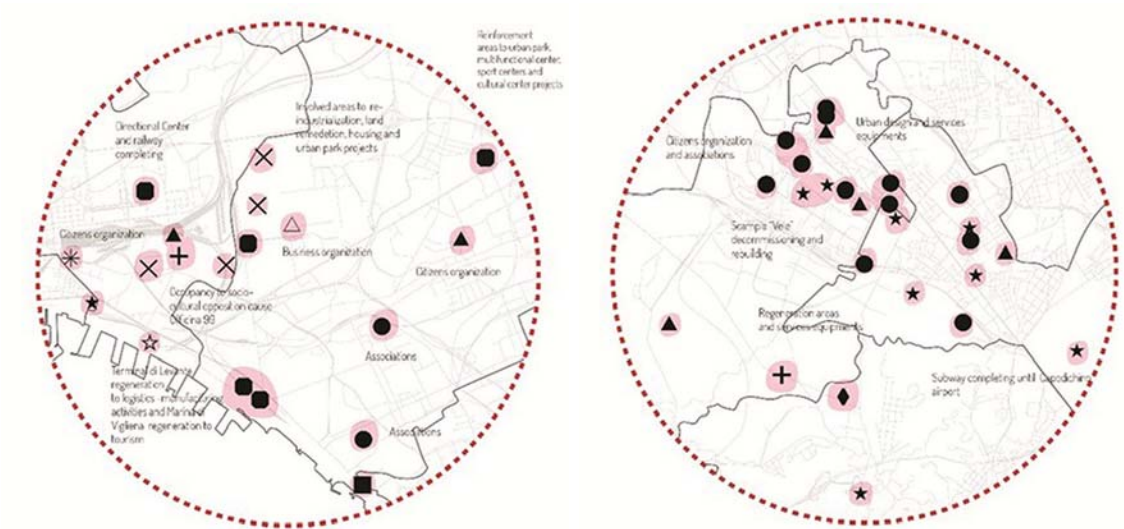 Reinforcement
areas to urban park,
multifunctional center,
sport centers and
cultural center projects
Directional Center
and railway
completing
Involved areas to re-
industrialization, land
remediation, housing and
urban park projects
Citizens organization
Business organization
Citizens organization
Occupancy to socio-
cultural opposition cause
Officina 99
Associations
Terminal di Levante
regeneration
to logistics -manufacturing
activities and Marina di
Vigliena regeneration to
tourism
Associations
Citizens organization
and associations
Urban design and services
equipments
Scampia "Vele"
decommissioning and
rebuilding
Regeneration areas
and services equipments
Subway completing until Capodichino
airport